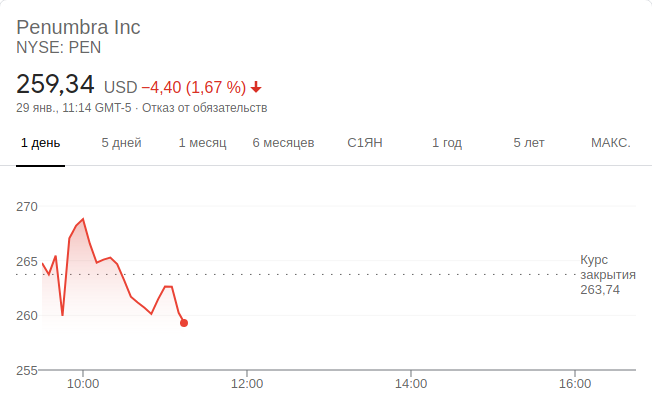 Penumbra Inc
NYSE: PEN
259,34 USD −4,40 (1,67 %)
29 янв., 11:14 GMT-5 · Отказ от обязательств
1 день 5 дней 1 месяц 6 месяцев С1ЯН 1 год 5 лет МАКС.
270
265
260
255
Курс
закрытия
263,74
10:00 12:00 14:00 16:00